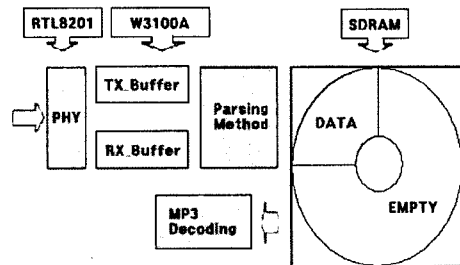 RTL8201
W3100A
SDRAM
PHY
TX_Buffer
RX_Buffer
Parsing
Method
DATA
EMPTY
MP3
Decoding